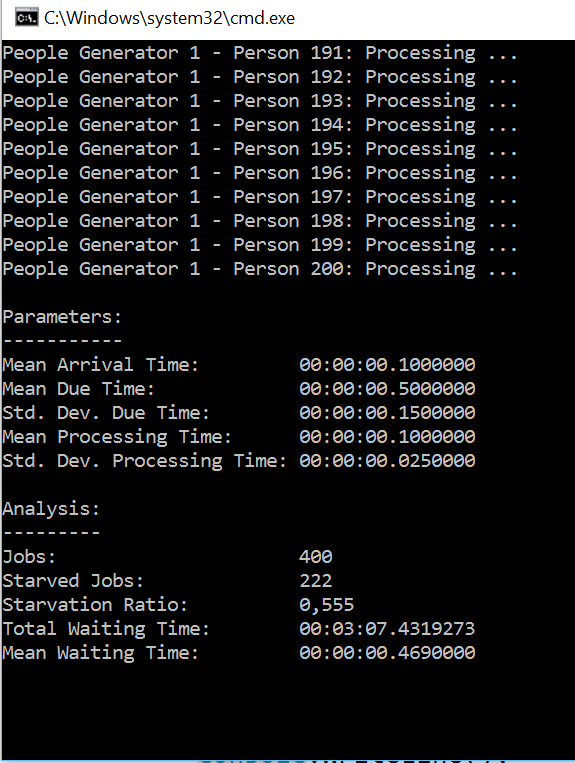 C:\Windows\system32\cmd.exe
People Generator 1 - Person 191: Processing ...
People Generator 1 - Person 192: Processing ...
People Generator 1 - Person 193: Processing ...
People Generator 1 - Person 194: Processing ...
People Generator 1 - Person 195: Processing ...
People Generator 1 - Person 196: Processing ...
People Generator 1 - Person 197: Processing ...
People Generator 1 - Person 198: Processing ...
People Generator 1 - Person 199: Processing ...
People Generator 1 - Person 200: Processing ...
Parameters:
-----------
Mean Arrival Time: 00:00:00.1000000
Mean Due Time: 00:00:00.5000000
Std. Dev. Due Time: 00:00:00.1500000
Mean Processing Time: 00:00:00.1000000
Std. Dev. Processing Time: 00:00:00.0250000
Analysis:
---------
Jobs: 400
Starved Jobs: 222
Starvation Ratio: 0,555
Total Waiting Time: 00:03:07.4319273
Mean Waiting Time: 00:00:00.4690000